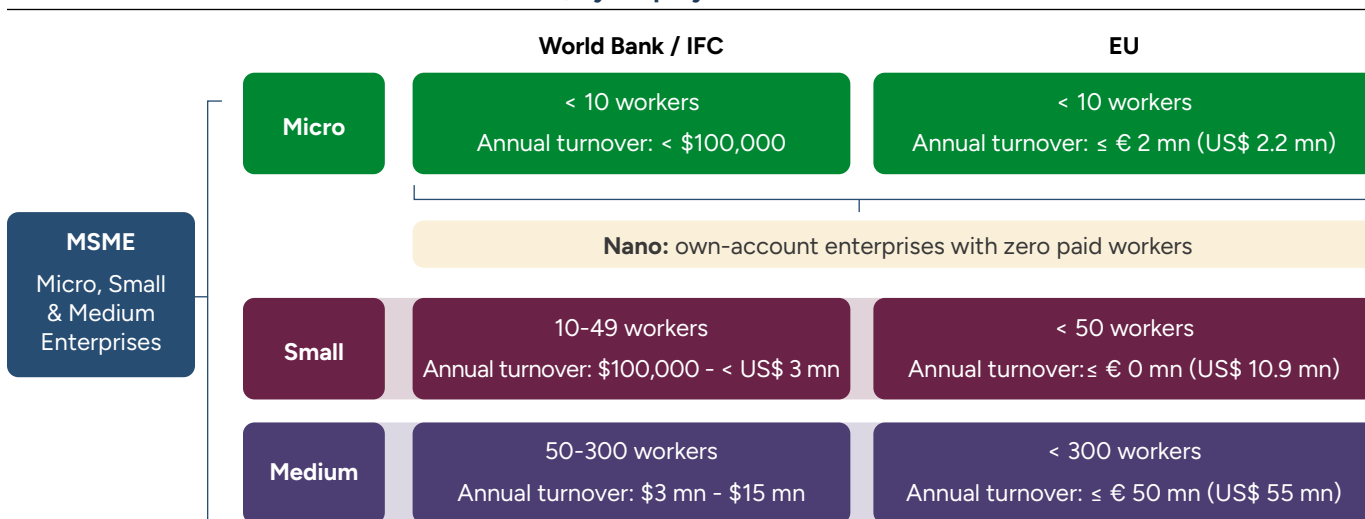 World Bank / IFC
EU
Micro
< 10 workers
Annual turnover: < $100,000
< 10 workers
Annual turnover: ≤ € 2 mn (US$ 2.2 mn)
MSME
Micro, Small
& Medium
Enterprises
Nano: own-account enterprises with zero paid workers
Small
10-49 workers
Annual turnover: $100,000 - < US$ 3 mn
< 50 workers
Annual turnover:≤ € 0 mn (US$ 10.9 mn)
Medium
50-300 workers
Annual turnover: $3 mn - $15 mn
< 300 workers
Annual turnover: ≤ € 50 mn (US$ 55 mn)